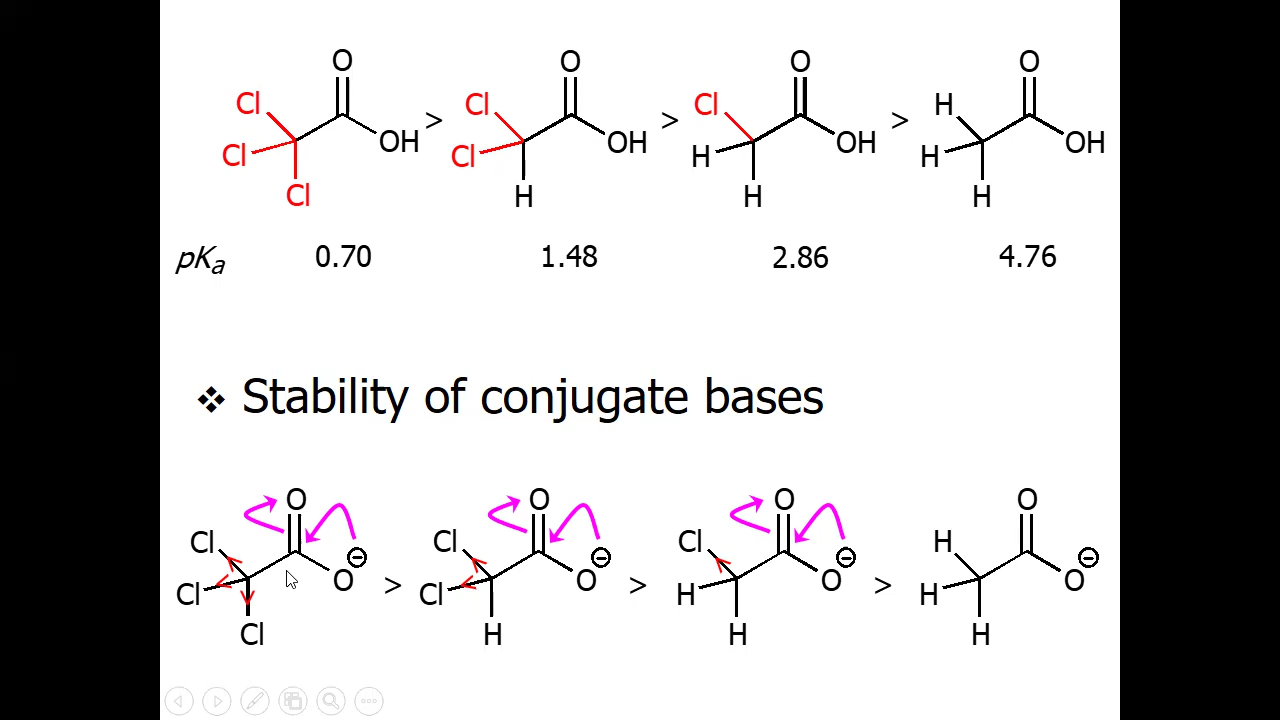 O O O O
Cl Cl Cl H
> > >
Cl OH Cl OH H OH H OH
Cl H H H
pKa 0.70 1.48 2.86 4.76
❖ Stability of conjugate bases
O O O O
Cl Cl Cl H
⊖ ⊖ ⊖ ⊖
> > >
Cl O Cl O H O H O
Cl H H H